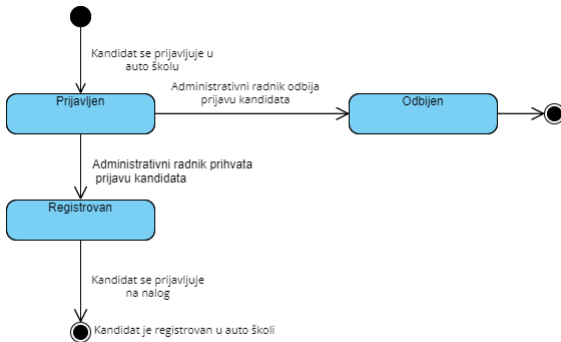 Kandidat se prijavljuje u
auto školu
Prijavljen
Administrativni radnik odbija
prijavu kandidata
Odbijen
Administrativni radnik prihvata
prijavu kandidata
Registrovan
Kandidat se prijavljuje
na nalog
Kandidat je registrovan u auto školi